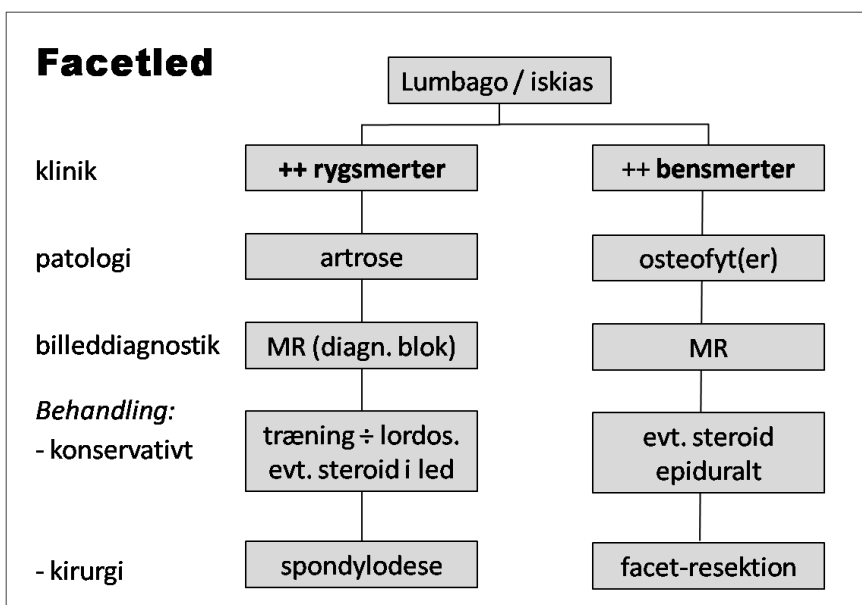 Facetled
Lumbago / iskias
klinik
++ rygsmerter
++ bensmerter
patologi
artrose
osteofyt(er)
billeddiagnostik
MR (diagn. blok)
MR
Behandling:
- konservativt
træning ÷ lordos.
evt. steroid i led
evt. steroid
epiduralt
- kirurgi
spondylodese
facet-resektion